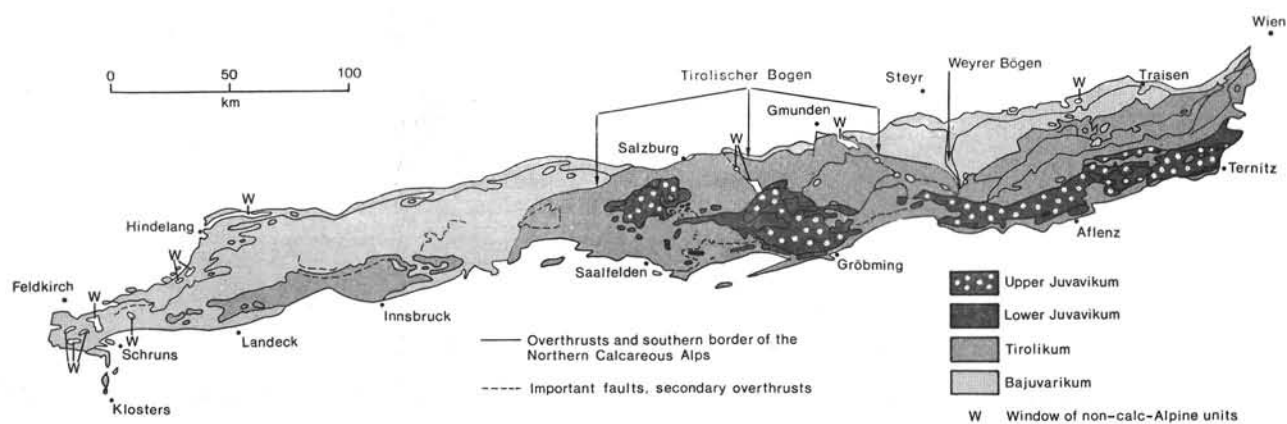 Wien
0 50 100
km
Tirolischer Bogen
Steyr
Weyrer Bögen
W
Traisen
Gmunden
W
Salzburg
W
Ternitz
Hindelang
W
Aflenz
Saalfelden
Gröbming
W
Feldkirch
W
Innsbruck
Landeck
W
Schruns
W
Klosters
Overthrusts and southern border of the
Northern Calcareous Alps
Important faults, secondary overthrusts
Upper Juvavikum
Lower Juvavikum
Tirolikum
Bajuvarikum
W Window of non-calc-Alpine units